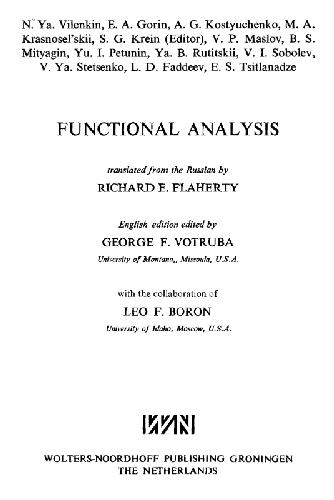 N. Ya. Vilenkin, E. A. Gorin, A. G. Kostyuchenko, M. A.
Krasnosel'skii, S. G. Krein (Editor), V. P. Maslov, B. S.
Mityagin, Yu. I. Petunin, Ya. B. Rutitskii, V. I. Sobolev,
V. Ya. Stetsenko, L. D. Faddeev, E. S. Tsitlanadze
FUNCTIONAL ANALYSIS
translated from the Russian by
RICHARD E. FLAHERTY
English edition edited by
GEORGE F. VOTRUBA
University of Montana,, Missoula, U.S.A.
with the collaboration of
LEO F. BORON
University of Idaho, Moscow, U.S.A.
WOLTERS-NOORDHOFF PUBLISHING GRONINGEN
THE NETHERLANDS